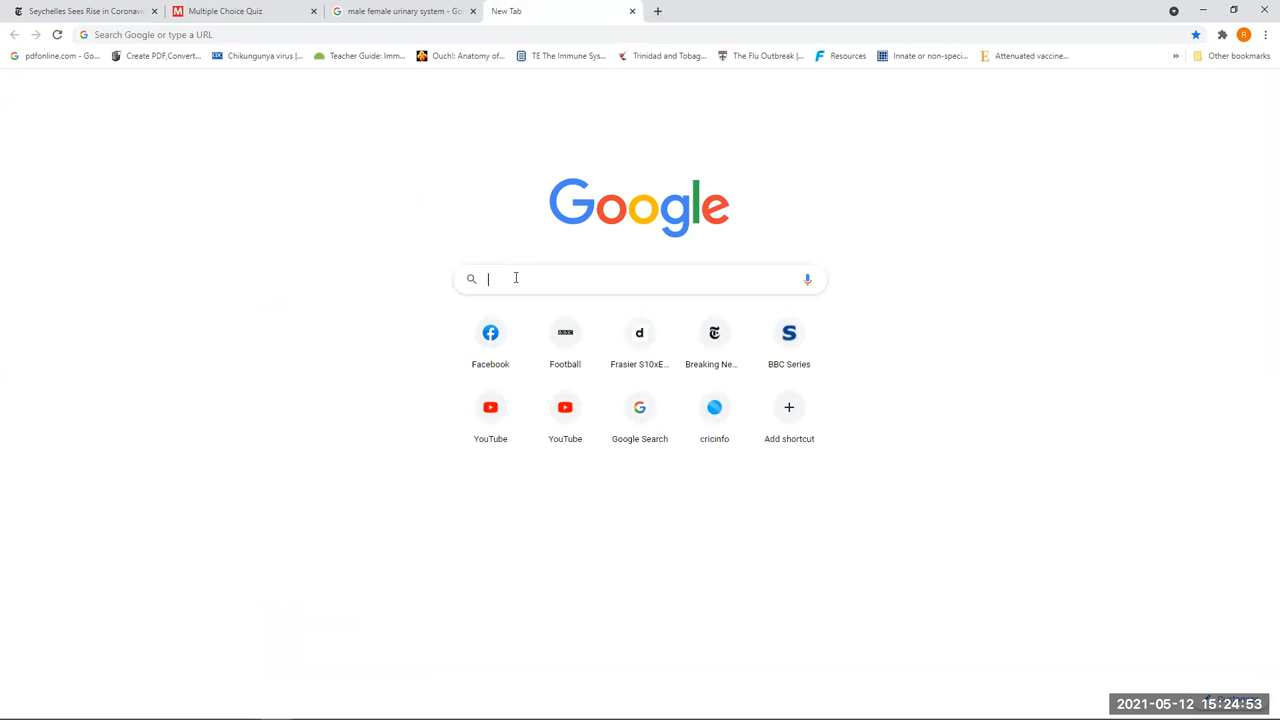 Seychelles Sees Rise in Coronavi
Multiple Choice Quiz
male female urinary system - Go
New Tab
Search Google or type a URL
R
pdfonline.com - Go...
Create PDF,Convert...
Chikungunya virus |...
Teacher Guide: Imm...
Ouch!: Anatomy of...
TE The Immune Sys...
Trinidad and Tobag...
The Flu Outbreak |...
Resources
Innate or non-speci...
Attenuated vaccine...
Other bookmarks
Google
Facebook
BBC
Football
d
Frasier S10xE...
Breaking Ne...
S
BBC Series
YouTube
YouTube
Google Search
cricinfo
Add shortcut
2021-05-12 15:24:53